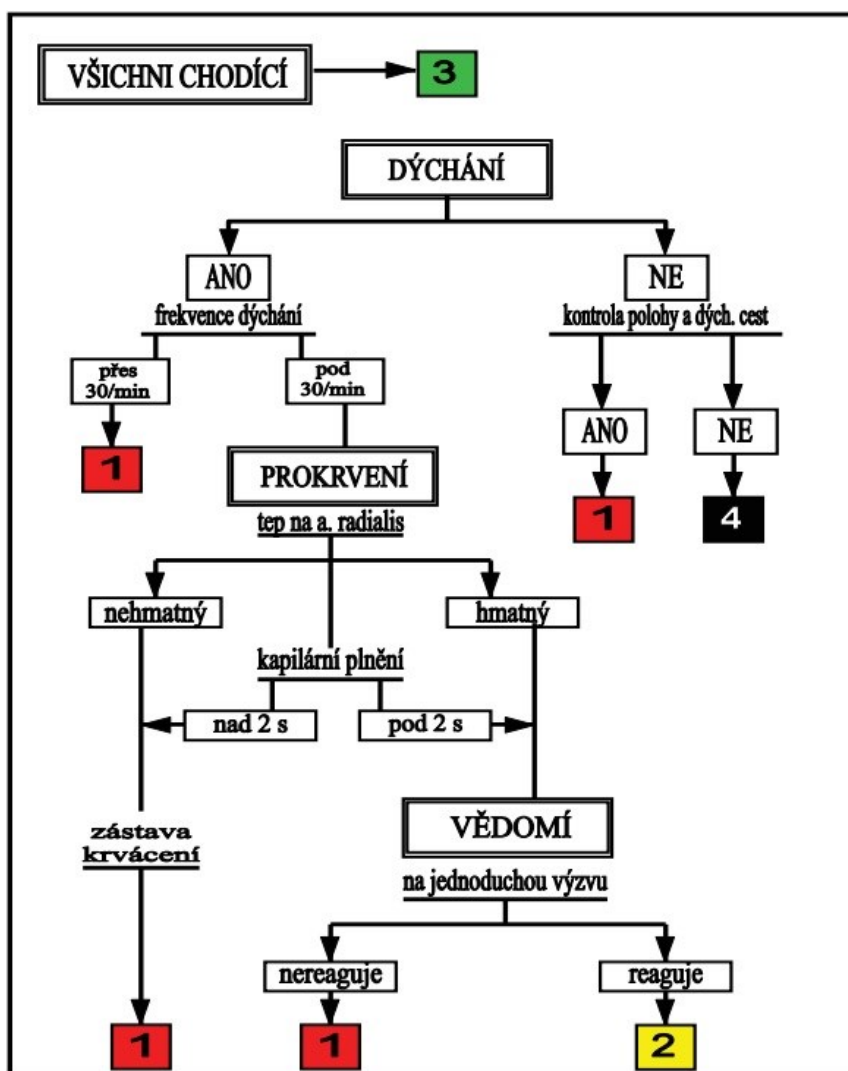 VŠICHNI CHODÍCÍ
3
DÝCHÁNÍ
ANO
NE
frekvence dýchání
kontrola polohy a dých. cest
přes
30/min
pod
30/min
ANO
NE
1
PROKRVENÍ
1
4
tep na a. radialis
nehmatný
hmatný
kapilární plnění
nad 2 s
pod 2 s
zástava
krvácení
VĚDOMÍ
na jednoduchou výzvu
nereaguje
reaguje
1
1
2